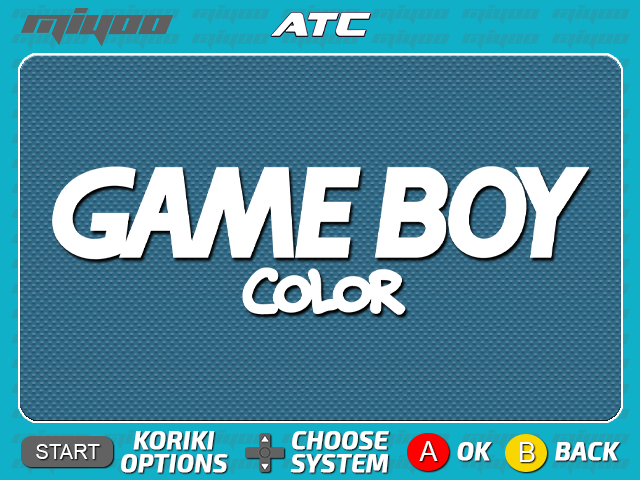 miyoo
ATC
GAME BOY
COLOR
START
KORIKI
OPTIONS
CHOOSE
SYSTEM
A
OK
B
BACK